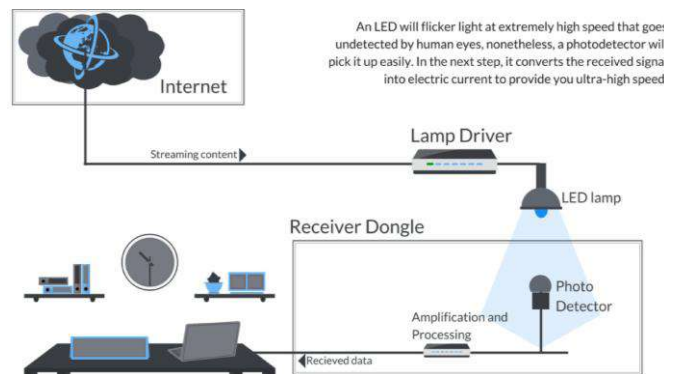 An LED will flicker light at extremely high speed that goes
undetected by human eyes, nonetheless, a photodetector wil
pick it up easily. In the next step, it converts the received signa
into electric current to provide you ultra-high speed
Internet
Streaming content
Lamp Driver
LED lamp
Receiver Dongle
Photo
Detector
Amplification and
Processing
Recieved data